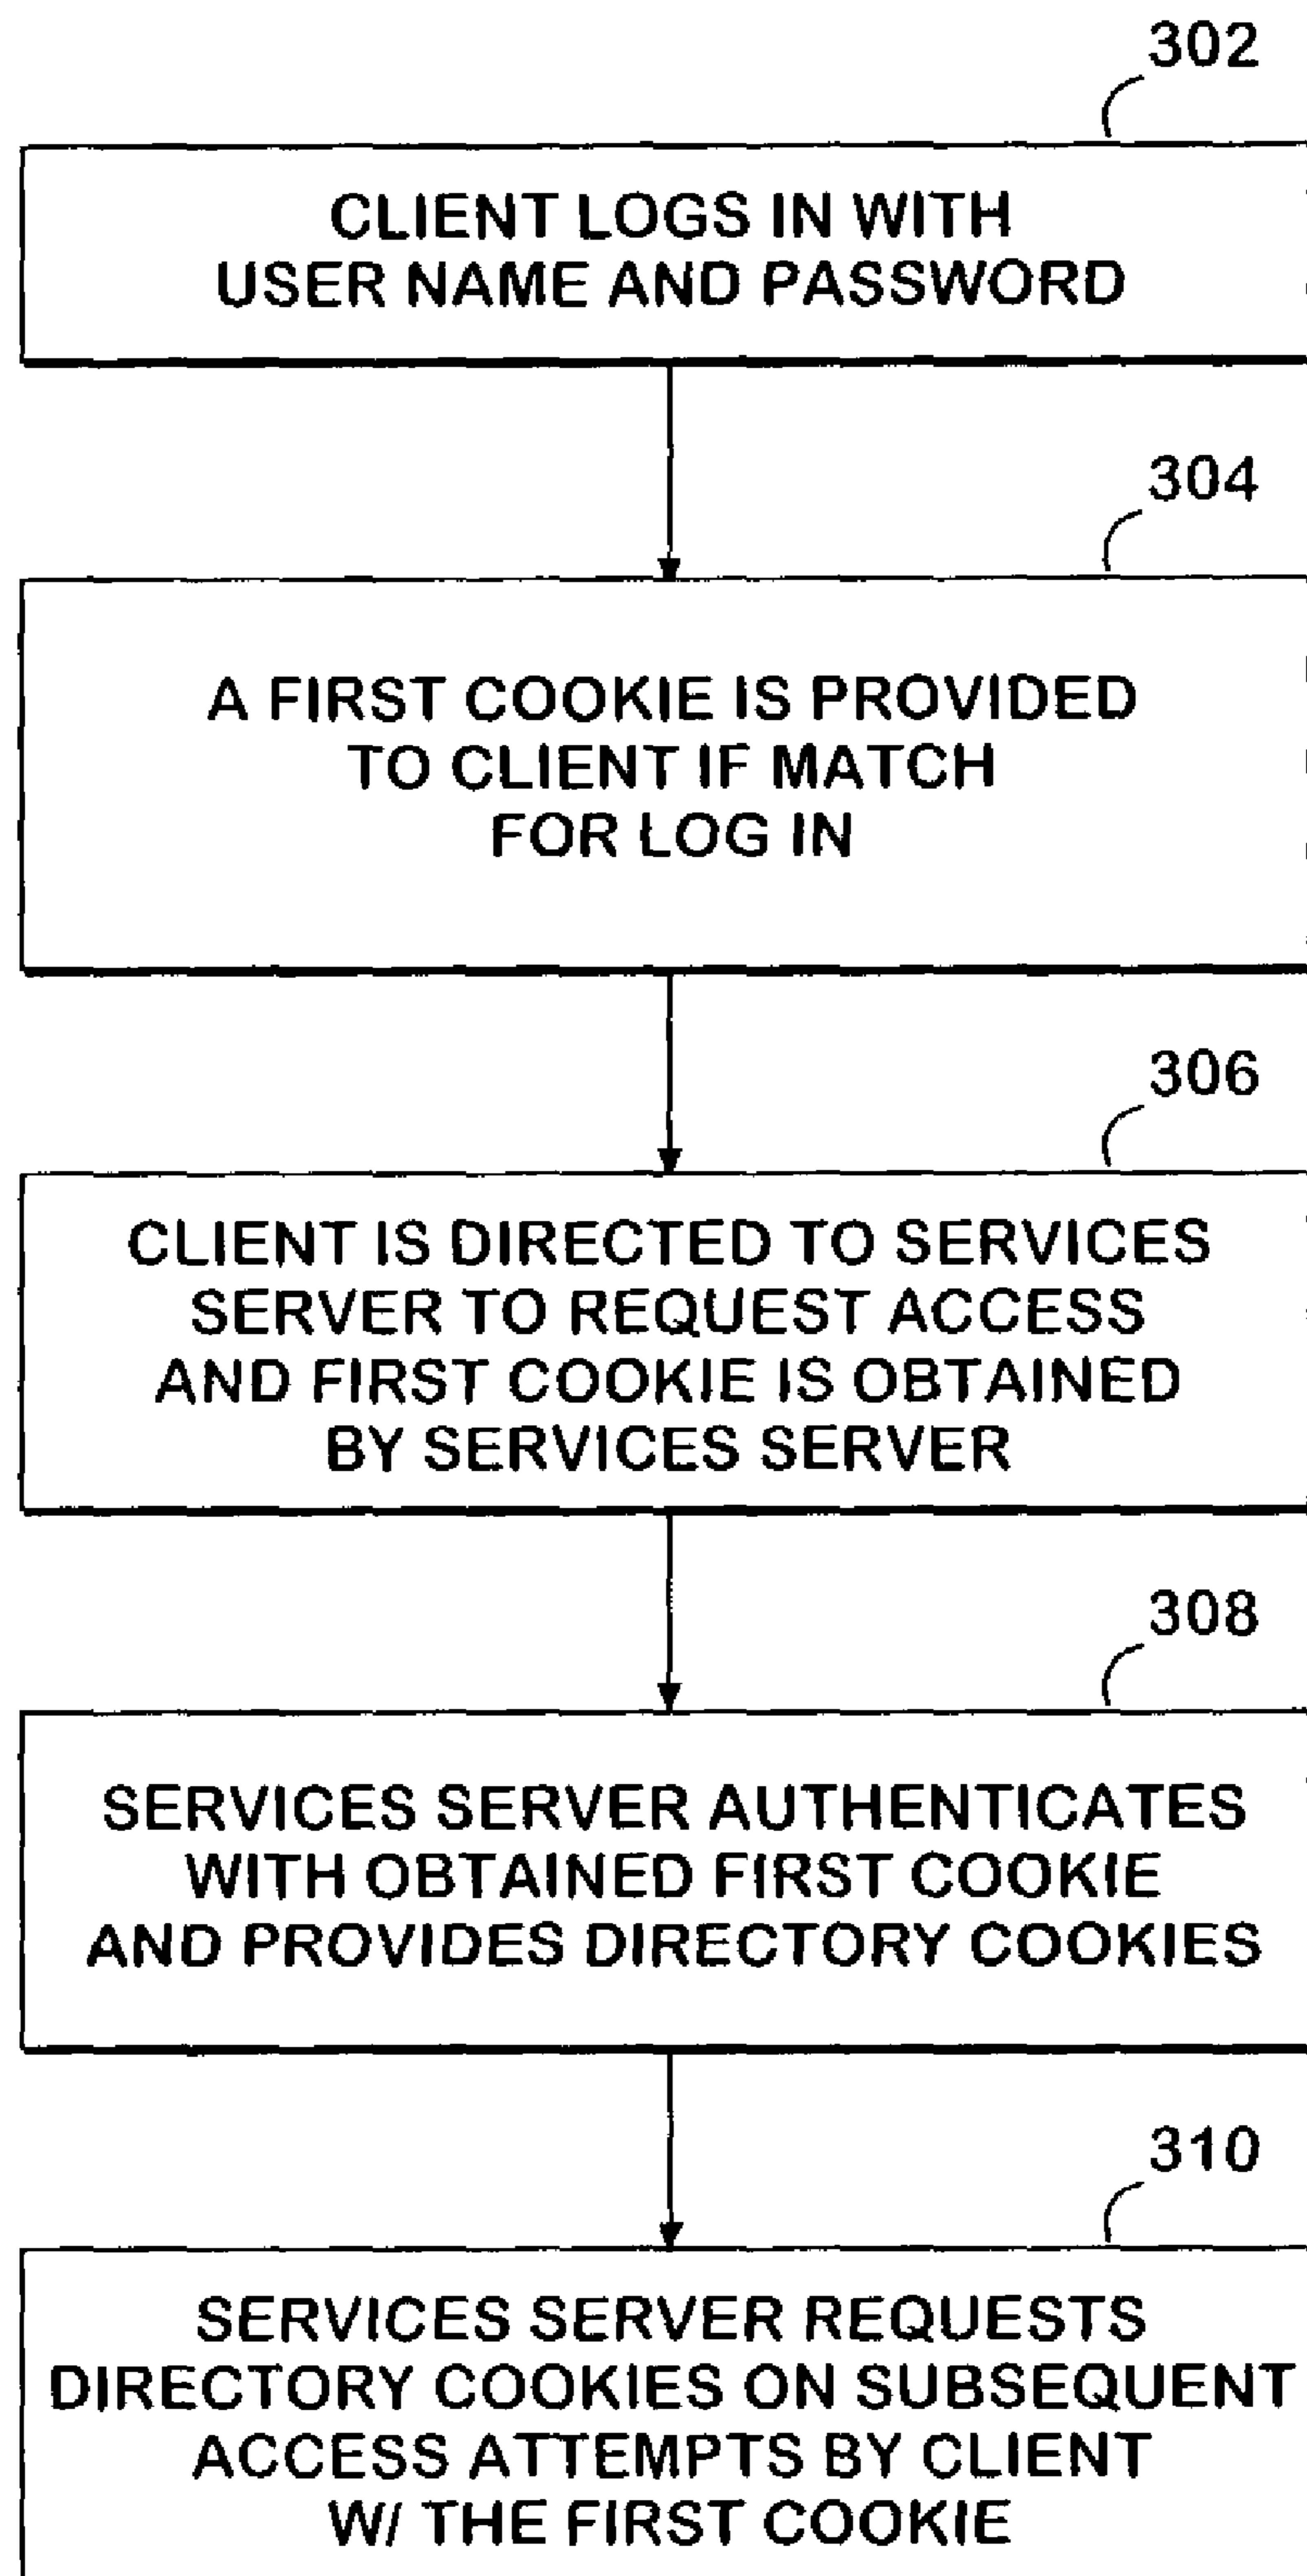 302
CLIENT LOGS IN WITH
USER NAME AND PASSWORD
304
A FIRST COOKIE IS PROVIDED
TO CLIENT IF MATCH
FOR LOG IN
306
CLIENT IS DIRECTED TO SERVICES
SERVER TO REQUEST ACCESS
AND FIRST COOKIE IS OBTAINED
BY SERVICES SERVER
308
SERVICES SERVER AUTHENTICATES
WITH OBTAINED FIRST COOKIE
AND PROVIDES DIRECTORY COOKIES
310
SERVICES SERVER REQUESTS
DIRECTORY COOKIES ON SUBSEQUENT
ACCESS ATTEMPTS BY CLIENT
W/ THE FIRST COOKIE